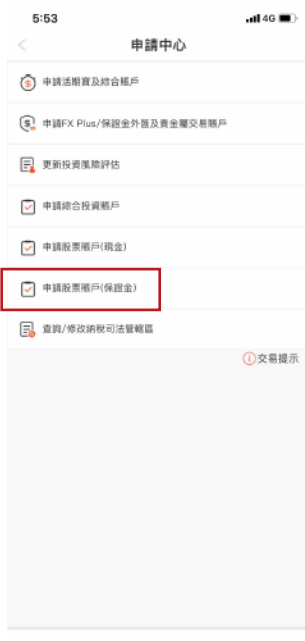 5:53
4G
申請中心
申請活期寶及綜合賬戶
申請FX Plus/保證金外匯及貴金屬交易賬戶
更新投資風險評估
申請綜合投資賬戶
申請股票賬戶(現金)
申請股票賬戶(保證金)
查詢/修改納稅司法管轄區
交易提示